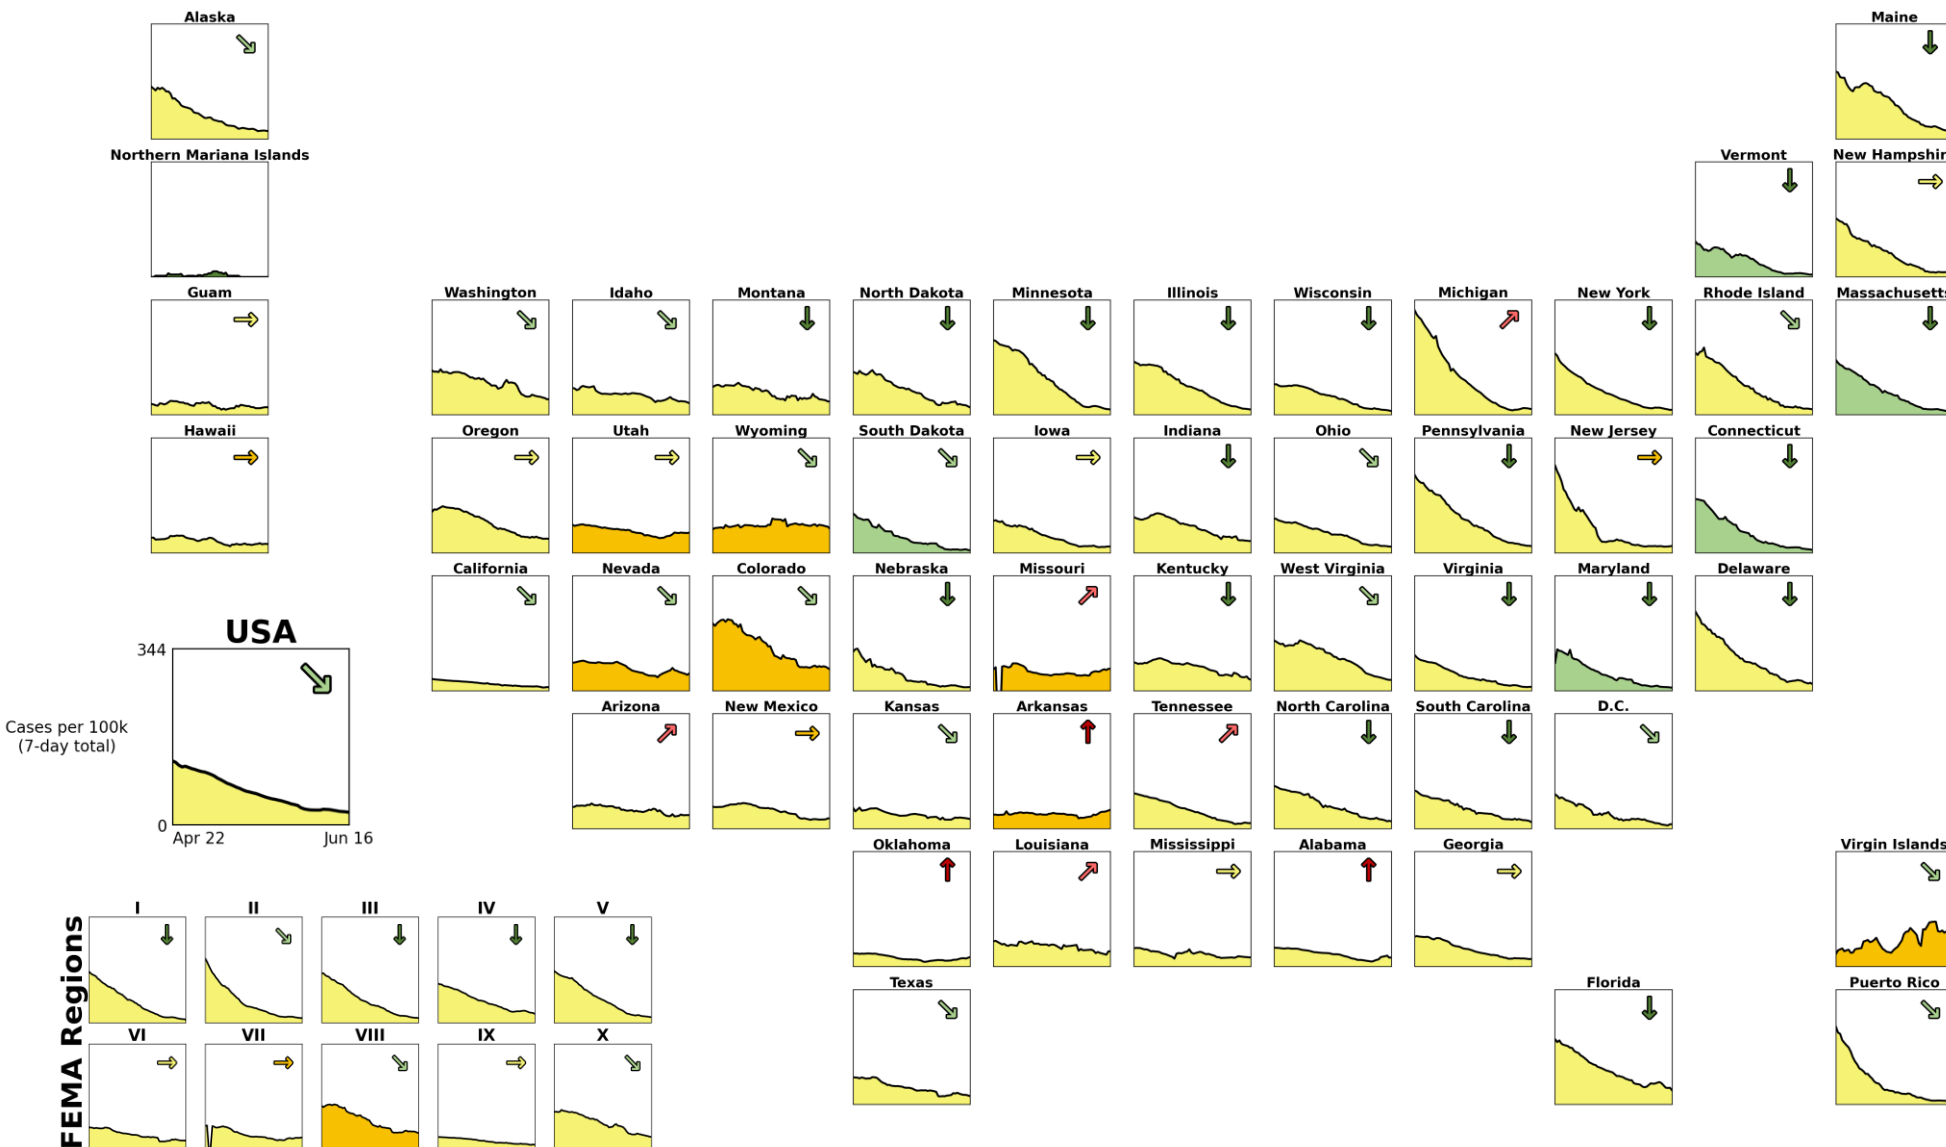 Alaska
Maine
Northern Mariana Islands
Vermont
New Hampshir
Guam
Washington
Idaho
Montana
North Dakota
Minnesota
Illinois
Wisconsin
Michigan
New York
Rhode Island
Massachusetts
Hawaii
Oregon
Utah
Wyoming
South Dakota
Iowa
Indiana
Ohio
Pennsylvania
New Jersey
Connecticut
California
Nevada
Colorado
Nebraska
Missouri
Kentucky
West Virginia
Virginia
Maryland
Delaware
USA
344
Cases per 100k
(7-day total)
0
Apr 22
Jun 16
Arizona
New Mexico
Kansas
Arkansas
Tennessee
North Carolina
South Carolina
D.C.
Oklahoma
Louisiana
Mississippi
Alabama
Georgia
Virgin Islands
FEMA Regions
I
II
III
IV
V
VI
VII
VIII
IX
X
Texas
Florida
Puerto Rico